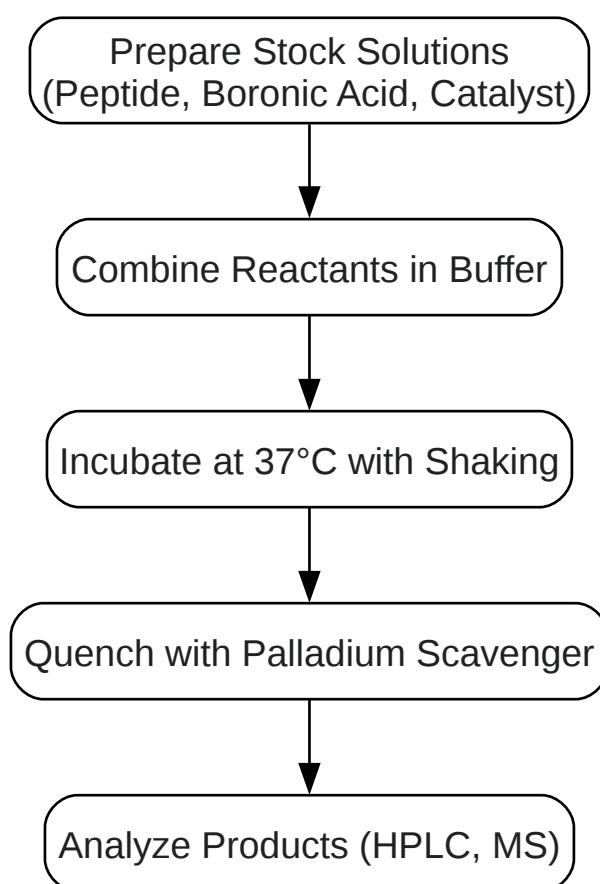 Prepare Stock Solutions
(Peptide, Boronic Acid, Catalyst)
Combine Reactants in Buffer
Incubate at 37°C with Shaking
Quench with Palladium Scavenger
Analyze Products (HPLC, MS)